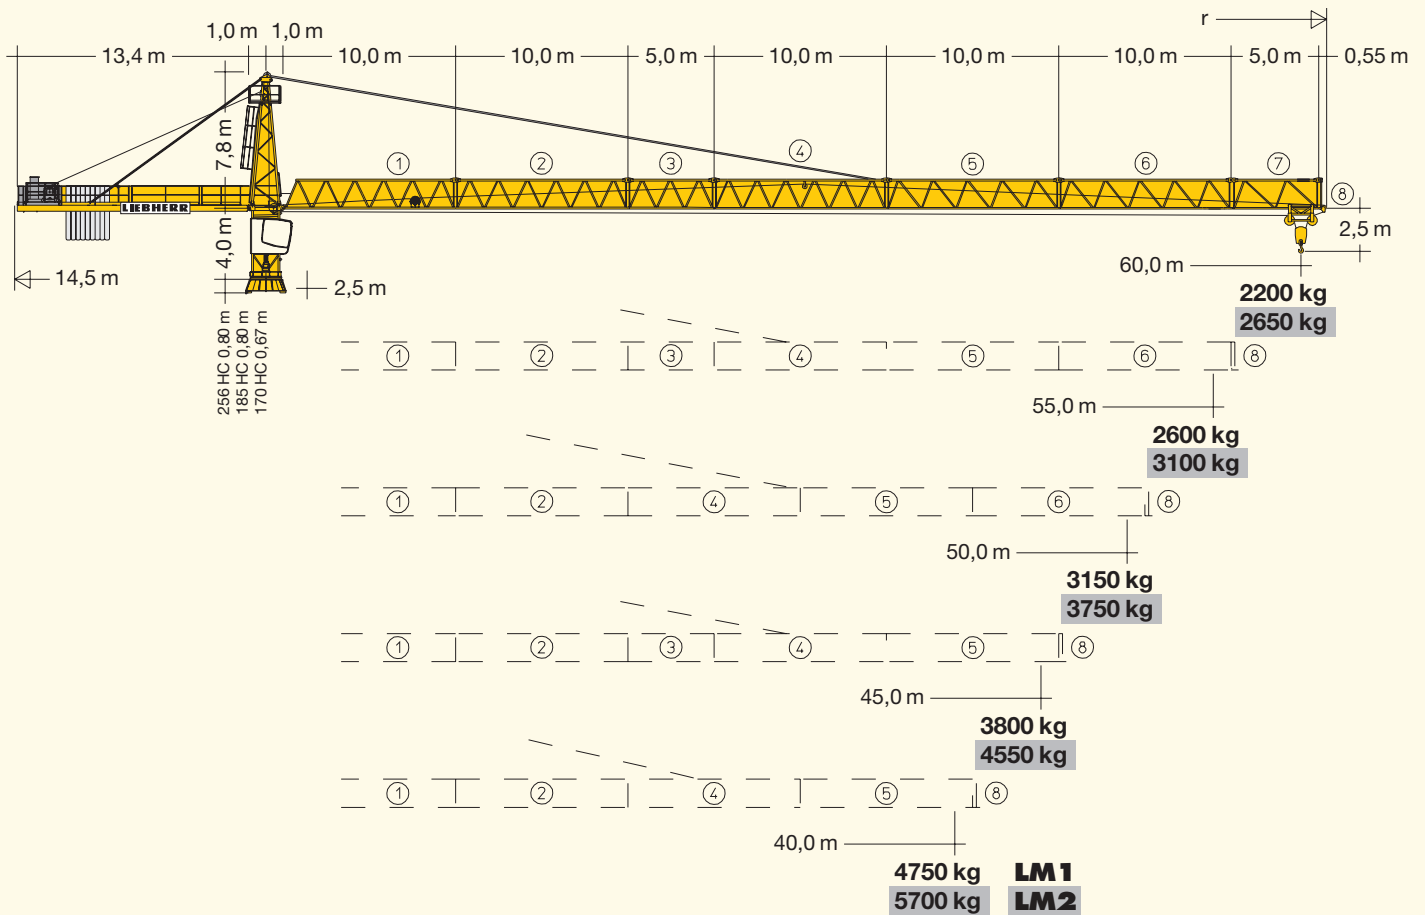 r
1,0 m 1,0 m
13,4 m 10,0 m 10,0 m 5,0 m 10,0 m 10,0 m 10,0 m 5,0 m 0,55 m
7,8 m
1 2 3 4 5 6 7 8
LIEBHERR
4,0 m
2,5 m
14,5 m
2,5 m
60,0 m
2200 kg
2650 kg
256 HC 0,80 m
185 HC 0,80 m
170 HC 0,67 m
1 2 3 4 5 6 8
55,0 m
2600 kg
3100 kg
1 2 4 5 6 8
50,0 m
3150 kg
3750 kg
1 2 3 4 5 8
45,0 m
3800 kg
4550 kg
1 2 4 5 8
40,0 m
4750 kg LM1
5700 kg LM2